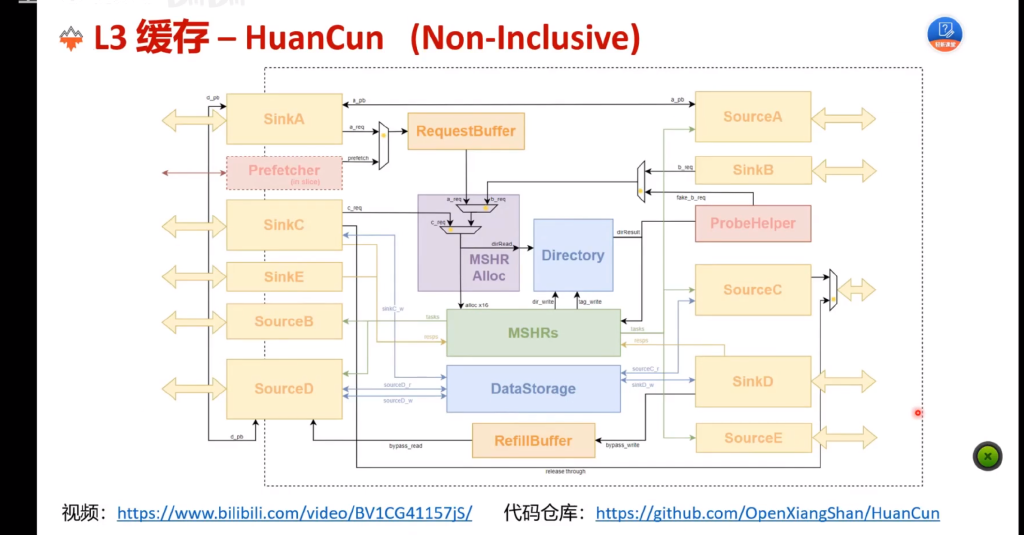 L3 缓存 – HuanCun (Non-Inclusive)
d_pb
a_pb
a_pb
SinkA
SourceA
a_req
RequestBuffer
prefetch
Prefetcher
(in slice)
SinkB
b_req
fake_b_req
a_req
b_req
SinkC
c_req
c_req
ProbeHelper
dirResult
dirRead
MSHR
Alloc
Directory
SinkE
SourceC
dir_write
tag_write
alloc x16
sinkC_w
SourceB
tasks
MSHRs
tasks
resps
resps
SourceD
sourceD_r
sourceD_w
DataStorage
sourceC_r
sinkD_w
SinkD
d_pb
bypass_read
RefillBuffer
bypass_write
SourceE
release through
视频：https://www.bilibili.com/video/BV1CG41157jS/ 代码仓库：https://github.com/OpenXiangShan/HuanCun